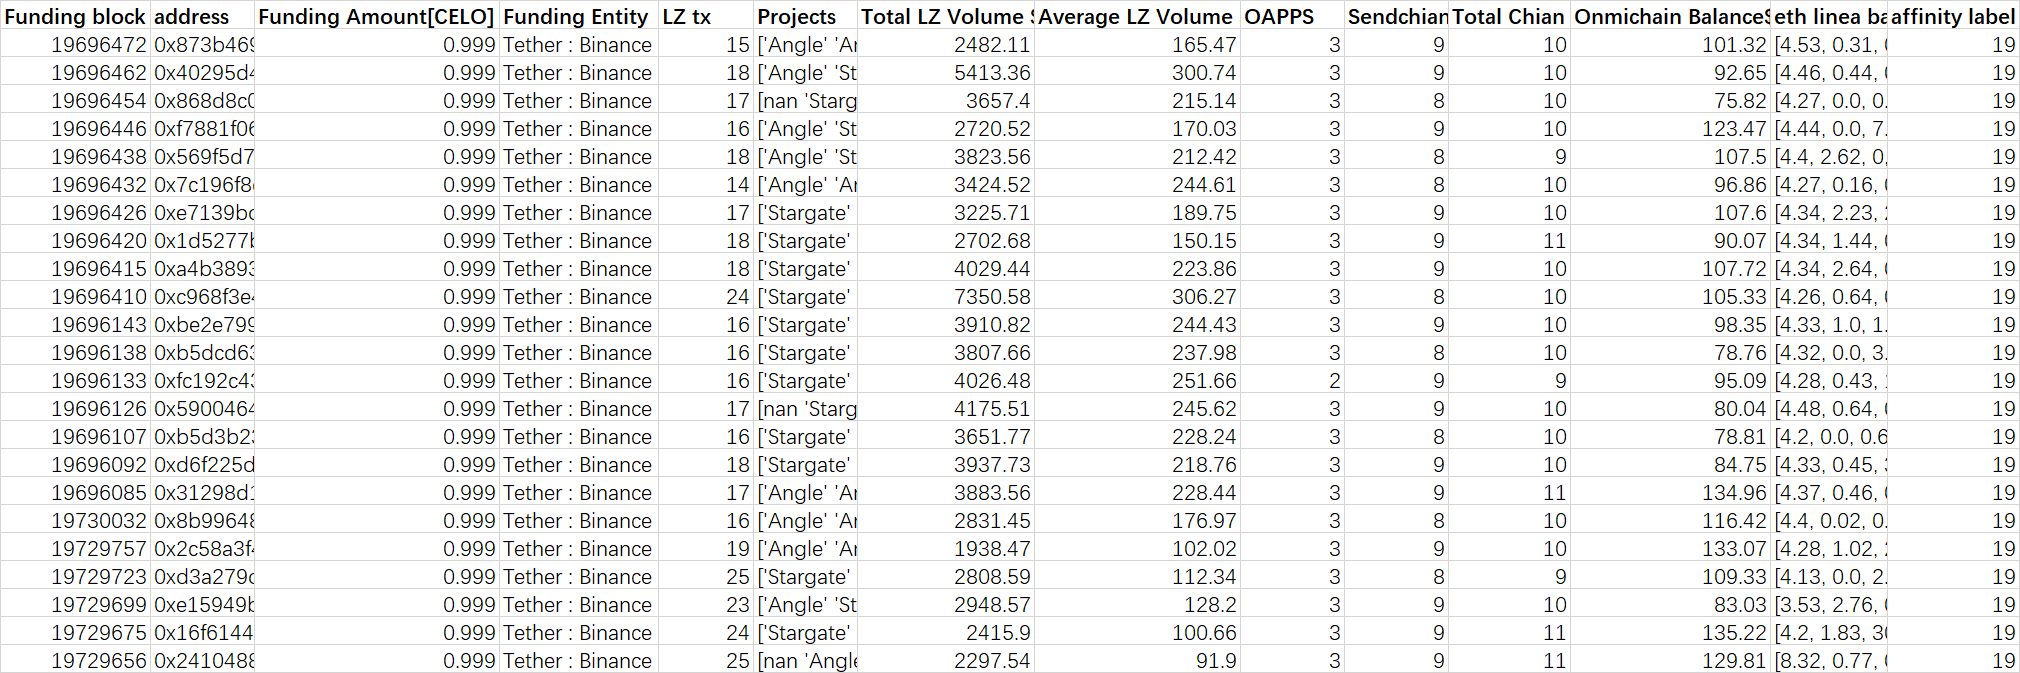 Funding block address Funding Amount[CELO] Funding Entity LZ tx Projects Total LZ Volume $ Average LZ Volume OAPPS Sendchian Total Chian Onmichain Balance$ eth linea ba affinity label
19696472 0x873b469 0.999 Tether : Binance 15 ['Angle' 'Ar 2482.11 165.47 3 9 10 101.32 [4.53, 0.31, 19
19696462 0x40295d4 0.999 Tether : Binance 18 ['Angle' 'St 5413.36 300.74 3 9 10 92.65 [4.46, 0.44, 19
19696454 0x868d8c0 0.999 Tether : Binance 17 [nan 'Starg 3657.4 215.14 3 8 10 75.82 [4.27, 0.0, 0. 19
19696446 0xf7881f06 0.999 Tether : Binance 16 ['Angle' 'St 2720.52 170.03 3 9 10 123.47 [4.44, 0.0, 7. 19
19696438 0x569f5d7 0.999 Tether : Binance 18 ['Angle' 'St 3823.56 212.42 3 8 9 107.5 [4.4, 2.62, 0. 19
19696432 0x7c196f8 0.999 Tether : Binance 14 ['Angle' 'Ar 3424.52 244.61 3 8 10 96.86 [4.27, 0.16, 19
19696426 0xe7139bc 0.999 Tether : Binance 17 ['Stargate' 3225.71 189.75 3 9 10 107.6 [4.34, 2.23, 19
19696420 0x1d5277b 0.999 Tether : Binance 18 ['Stargate' 2702.68 150.15 3 9 11 90.07 [4.34, 1.44, 19
19696415 0xa4b3893 0.999 Tether : Binance 18 ['Stargate' 4029.44 223.86 3 9 10 107.72 [4.34, 2.64, 19
19696410 0xc968f3e4 0.999 Tether : Binance 24 ['Stargate' 7350.58 306.27 3 8 10 105.33 [4.26, 0.64, 19
19696143 0xbe2e799 0.999 Tether : Binance 16 ['Stargate' 3910.82 244.43 3 9 10 98.35 [4.33, 1.0, 1. 19
19696138 0xb5dcd63 0.999 Tether : Binance 16 ['Stargate' 3807.66 237.98 3 8 10 78.76 [4.32, 0.0, 3. 19
19696133 0xfc192c43 0.999 Tether : Binance 16 ['Stargate' 4026.48 251.66 2 9 9 95.09 [4.28, 0.43, 19
19696126 0x5900464 0.999 Tether : Binance 17 [nan 'Starg 4175.51 245.62 3 9 10 80.04 [4.48, 0.64, 19
19696107 0xb5d3b23 0.999 Tether : Binance 16 ['Stargate' 3651.77 228.24 3 8 10 78.81 [4.2, 0.0, 0.6 19
19696092 0xd6f225d 0.999 Tether : Binance 18 ['Stargate' 3937.73 218.76 3 9 10 84.75 [4.33, 0.45, 19
19696085 0x31298d1 0.999 Tether : Binance 17 ['Angle' 'Ar 3883.56 228.44 3 9 11 134.96 [4.37, 0.46, 19
19730032 0x8b99648 0.999 Tether : Binance 16 ['Angle' 'Ar 2831.45 176.97 3 8 10 116.42 [4.4, 0.02, 0. 19
19729757 0x2c58a3f4 0.999 Tether : Binance 19 ['Angle' 'Ar 1938.47 102.02 3 9 10 133.07 [4.28, 1.02, 19
19729723 0xd3a279c 0.999 Tether : Binance 25 ['Stargate' 2808.59 112.34 3 8 9 109.33 [4.13, 0.0, 2. 19
19729699 0xe15949b 0.999 Tether : Binance 23 ['Angle' 'St 2948.57 128.2 3 9 10 83.03 [3.53, 2.76, 19
19729675 0x16f6144 0.999 Tether : Binance 24 ['Stargate' 2415.9 100.66 3 9 11 135.22 [4.2, 1.83, 30 19
19729656 0x2410488 0.999 Tether : Binance 25 [nan 'Angle 2297.54 91.9 3 9 11 129.81 [8.32, 0.77, 19